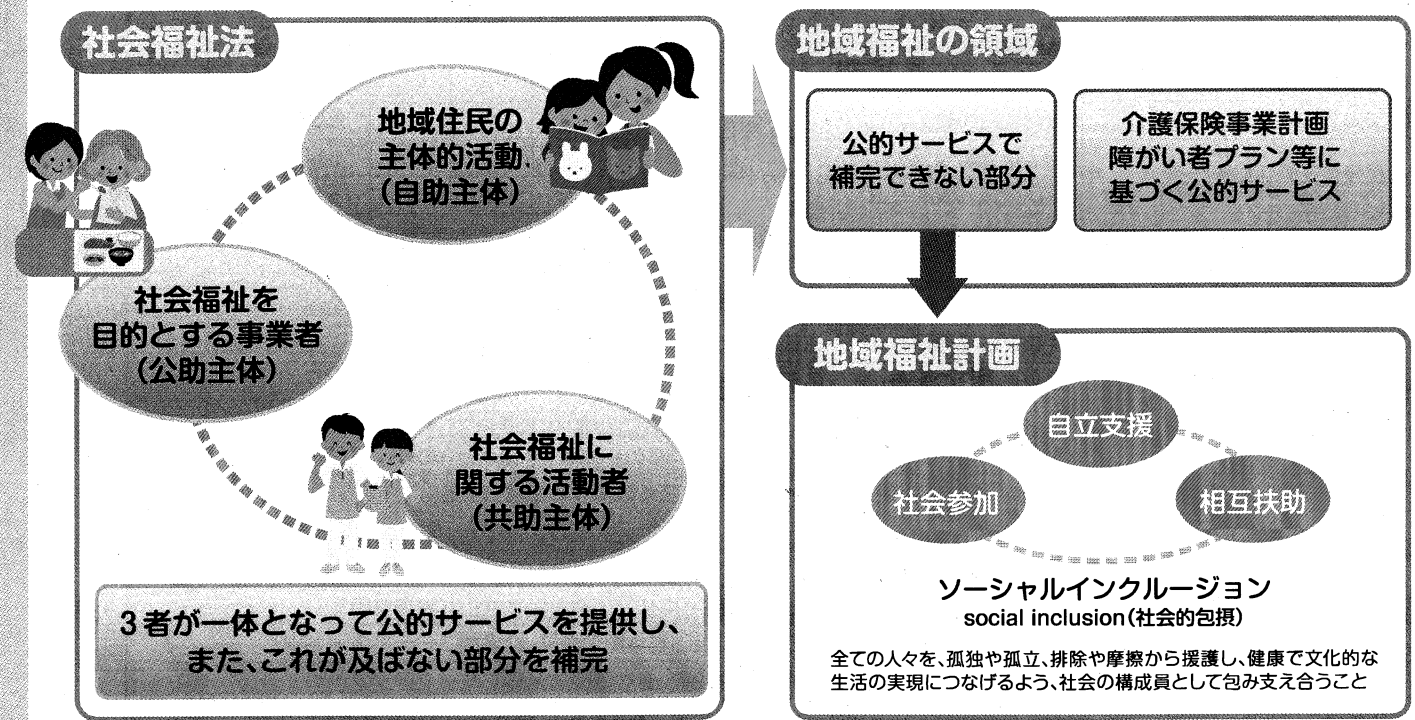 社会福祉法
地域住民の
主体的活動
（自助主体）
社会福祉を
目的とする事業者
（公助主体）
社会福祉に
関する活動者
（共助主体）
3者が一体となって公的サービスを提供し、
また、これが及ばない部分を補完
地域福祉の領域
公的サービスで
補完できない部分
介護保険事業計画
障がい者プラン等に
基づく公的サービス
地域福祉計画
自立支援
社会参加
相互扶助
ソーシャルインクルージョン
social inclusion（社会的包摂）
全ての人々を、孤独や孤立、排除や摩擦から援護し、健康で文化的な
生活の実現につなげるよう、社会の構成員として包み支え合うこと